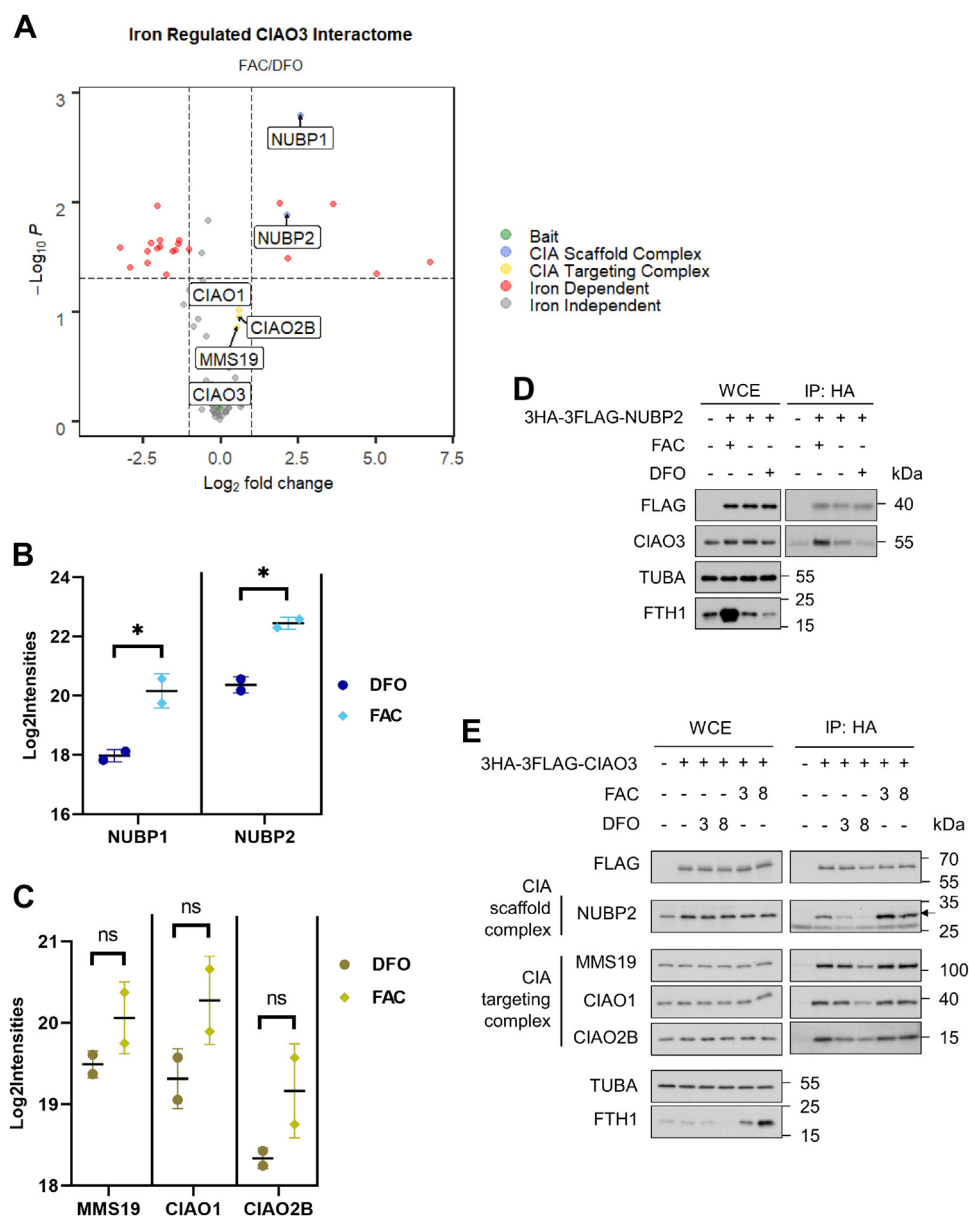 A
Iron Regulated CIAO3 Interactome
FAC/DFO
3
2
1
0
−Log10 P
NUBP1
NUBP2
CIAO1
CIAO2B
MMS19
CIAO3
-2.5 0.0 2.5 5.0 7.5
Log2 fold change
Bait
CIA Scaffold Complex
CIA Targeting Complex
Iron Dependent
Iron Independent
B
24
22
20
18
16
Log2Intensities
* *
NUBP1 NUBP2
DFO
FAC
C
21
20
19
18
Log2Intensities
ns ns ns
MMS19 CIAO1 CIAO2B
DFO
FAC
D
WCE IP: HA
3HA-3FLAG-NUBP2 - + + + - + + +
FAC - + - - - + - -
DFO - - - + - - - + kDa
FLAG 40
CIAO3 55
TUBA 55
25
FTH1
15
E
WCE IP: HA
3HA-3FLAG-CIAO3 - + + + + + - + + + + +
FAC - - - - 3 8 - - - - 3 8
DFO - - 3 8 - - - - 3 8 - - kDa
FLAG 70
55
CIA scaffold complex
NUBP2 35
25
CIA targeting complex
MMS19 100
CIAO1 40
CIAO2B 15
TUBA 55
25
FTH1
15